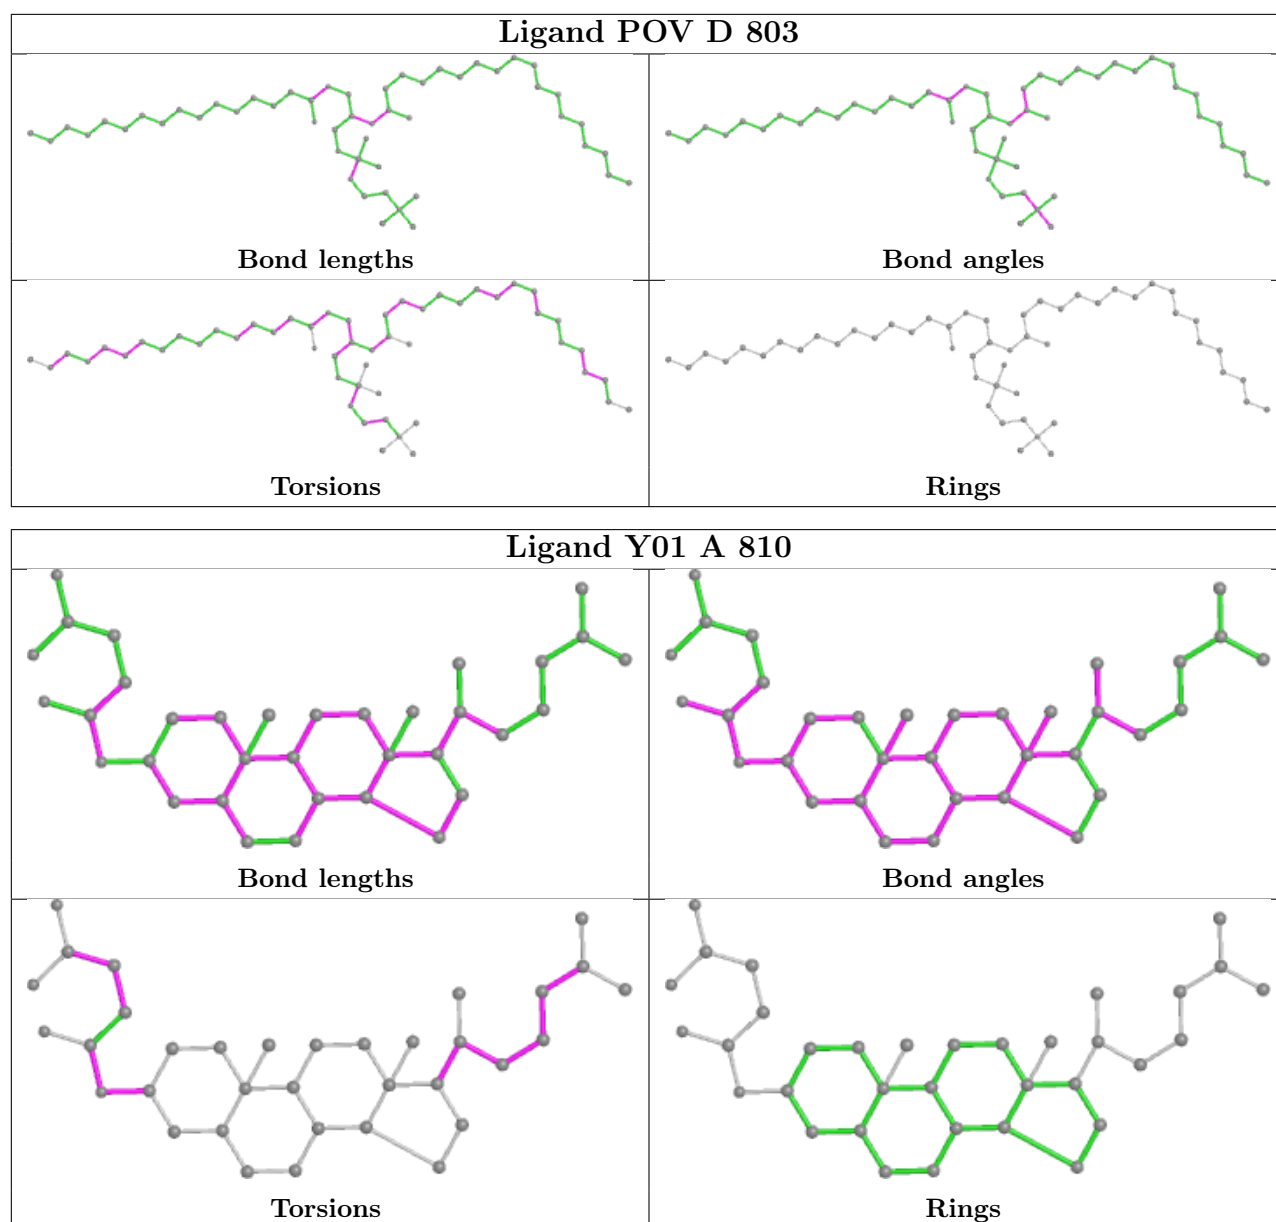 Ligand POV D 803
Bond lengths
Bond angles
Torsions
Rings
Ligand Y01 A 810
Bond lengths
Bond angles
Torsions
Rings